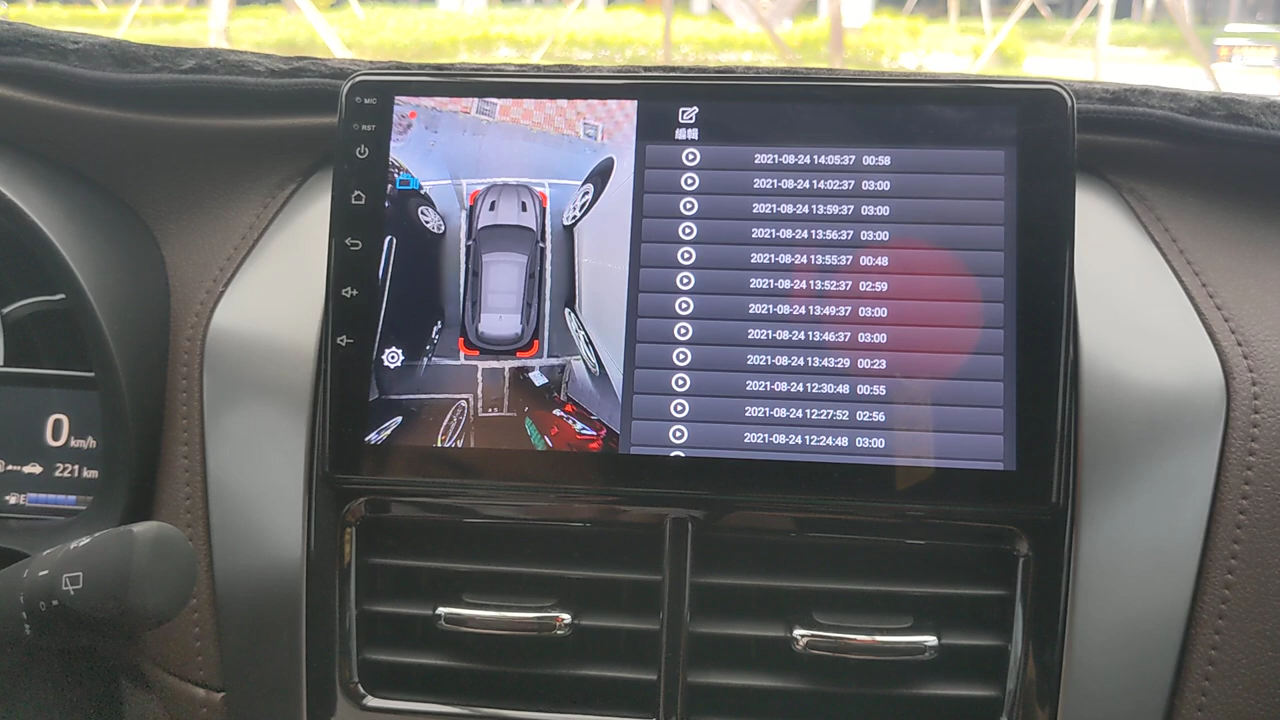 MIC
RST
編輯
2021-08-24 14:05:37 00:58
2021-08-24 14:02:37 03:00
2021-08-24 13:59:37 03:00
2021-08-24 13:56:37 03:00
2021-08-24 13:55:37 00:48
2021-08-24 13:52:37 02:59
2021-08-24 13:49:37 03:00
2021-08-24 13:46:37 03:00
2021-08-24 13:43:29 00:23
2021-08-24 12:30:48 00:55
2021-08-24 12:27:52 02:56
2021-08-24 12:24:48 03:00
0 km/h
221 km
E